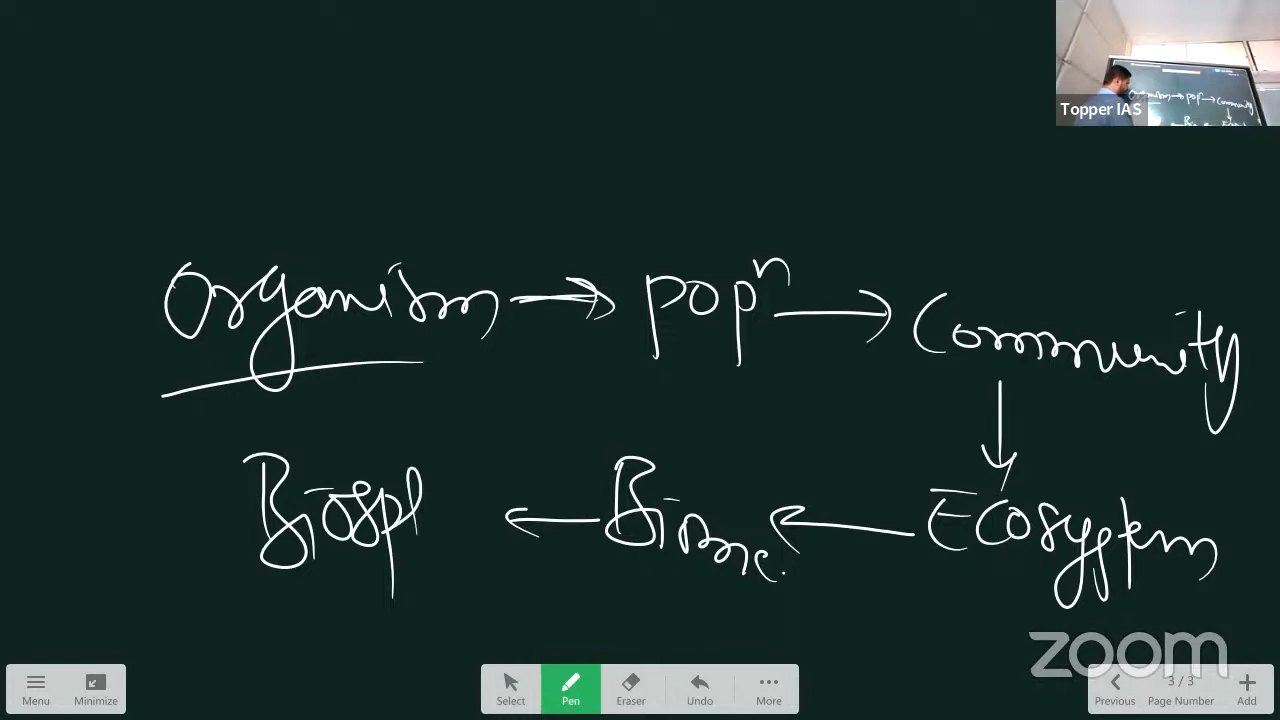 Topper IAS
Organism → popⁿ → Community
↓
Biosp ← Biome ← Ecosystem
zoom
Menu Minimize Select Pen Eraser Undo More Previous 3 / 3 Page Number Add